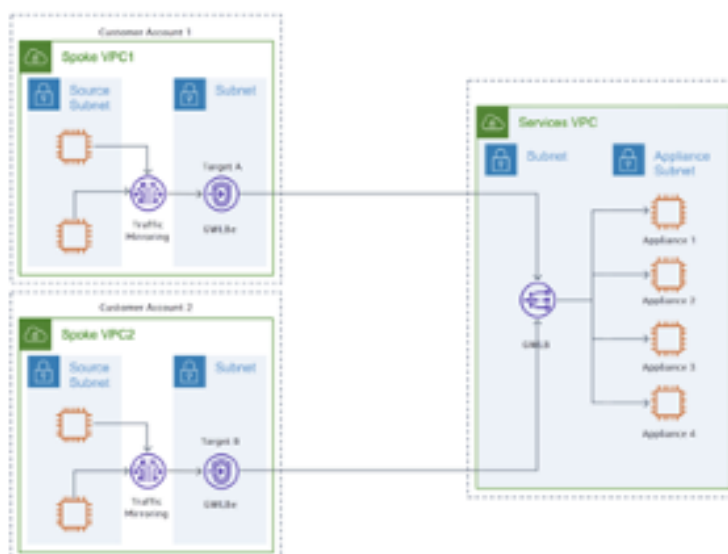 Customer Account 1
Spoke VPC1
Source
Subnet
Subnet
Target A
Traffic
Mirroring
GWLBe
Customer Account 2
Spoke VPC2
Source
Subnet
Subnet
Target B
Traffic
Mirroring
GWLBe
Services VPC
Subnet
Appliance
Subnet
Appliance 1
Appliance 2
GWLB
Appliance 3
Appliance 4